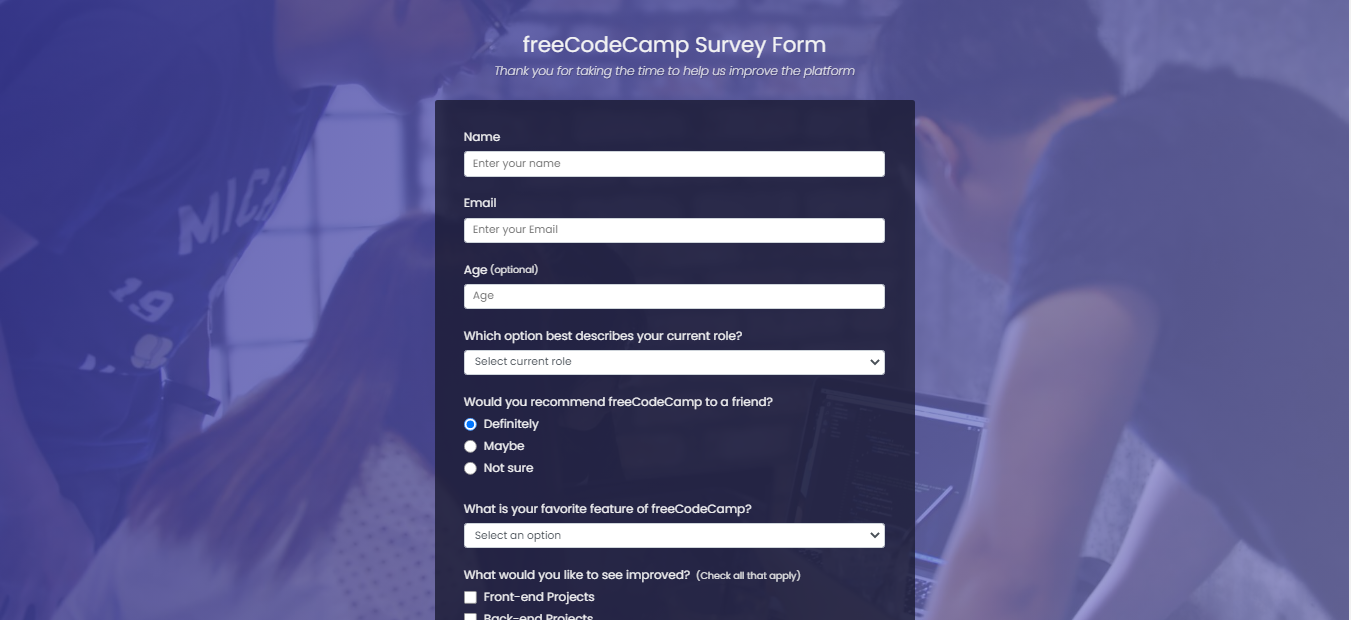 freeCodeCamp Survey Form
Thank you for taking the time to help us improve the platform
Name
Enter your name
Email
Enter your Email
Age (optional)
Age
Which option best describes your current role?
Select current role
Would you recommend freeCodeCamp to a friend?
Definitely
Maybe
Not sure
What is your favorite feature of freeCodeCamp?
Select an option
What would you like to see improved? (Check all that apply)
Front-end Projects
Back-end Projects
MICH
19